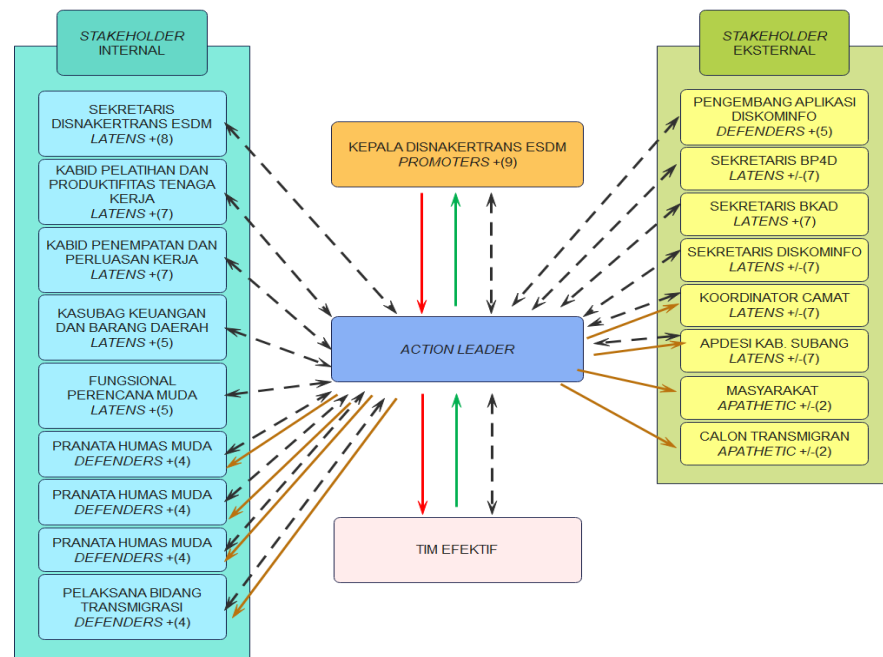 STAKEHOLDER
INTERNAL
SEKRETARIS
DISNAKERTRANS ESDM
LATENS +(8)
KABID PELATIHAN DAN
PRODUKTIFITAS TENAGA
KERJA
LATENS +(7)
KABID PENEMPATAN DAN
PERLUASAN KERJA
LATENS +(7)
KASUBAG KEUANGAN
DAN BARANG DAERAH
LATENS +(5)
FUNGSIONAL
PERENCANA MUDA
LATENS +(5)
PRANATA HUMAS MUDA
DEFENDERS +(4)
PRANATA HUMAS MUDA
DEFENDERS +(4)
PRANATA HUMAS MUDA
DEFENDERS +(4)
PELAKSANA BIDANG
TRANSMIGRASI
DEFENDERS +(4)
KEPALA DISNAKERTRANS ESDM
PROMOTERS +(9)
ACTION LEADER
TIM EFEKTIF
STAKEHOLDER
EKSTERNAL
PENGEMBANG APLIKASI
DISKOMINFO
DEFENDERS +(5)
SEKRETARIS BP4D
LATENS +/-(7)
SEKRETARIS BKAD
LATENS +(7)
SEKRETARIS DISKOMINFO
LATENS +/-(7)
KOORDINATOR CAMAT
LATENS +/-(7)
APDESI KAB. SUBANG
LATENS +/-(7)
MASYARAKAT
APATHETIC +/-(2)
CALON TRANSMIGRAN
APATHETIC +/-(2)